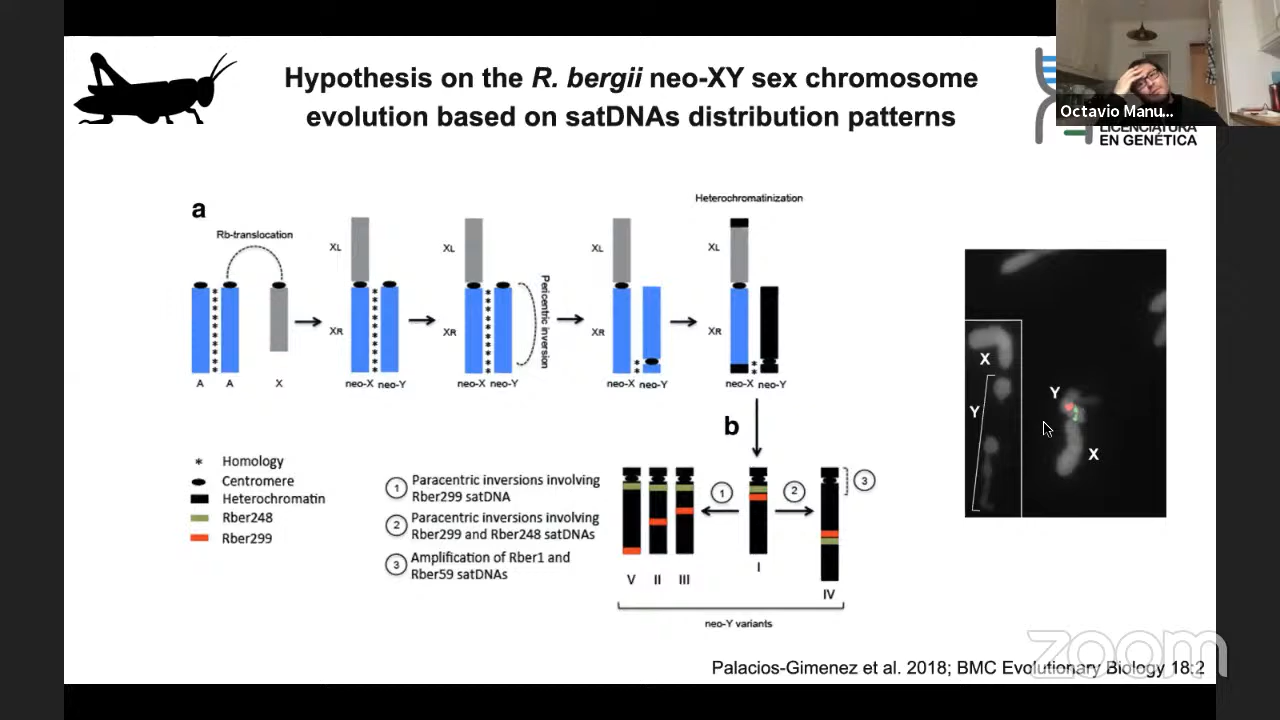 Hypothesis on the R. bergii neo-XY sex chromosome
evolution based on satDNAs distribution patterns
Octavio Manu...
LICENCIATURA
EN GENÉTICA
a
Rb-translocation
A
A
X
XL
XR
neo-X neo-Y
XL
XR
neo-X neo-Y
Pericentric inversion
XL
XR
neo-X neo-Y
Heterochromatinization
XL
XR
neo-X neo-Y
X
Y
Y
X
* Homology
Centromere
Heterochromatin
Rber248
Rber299
1 Paracentric inversions involving
Rber299 satDNA
2 Paracentric inversions involving
Rber299 and Rber248 satDNAs
3 Amplification of Rber1 and
Rber59 satDNAs
b
1
2
3
V
II
III
I
IV
neo-Y variants
zoom
Palacios-Gimenez et al. 2018; BMC Evolutionary Biology 18:2